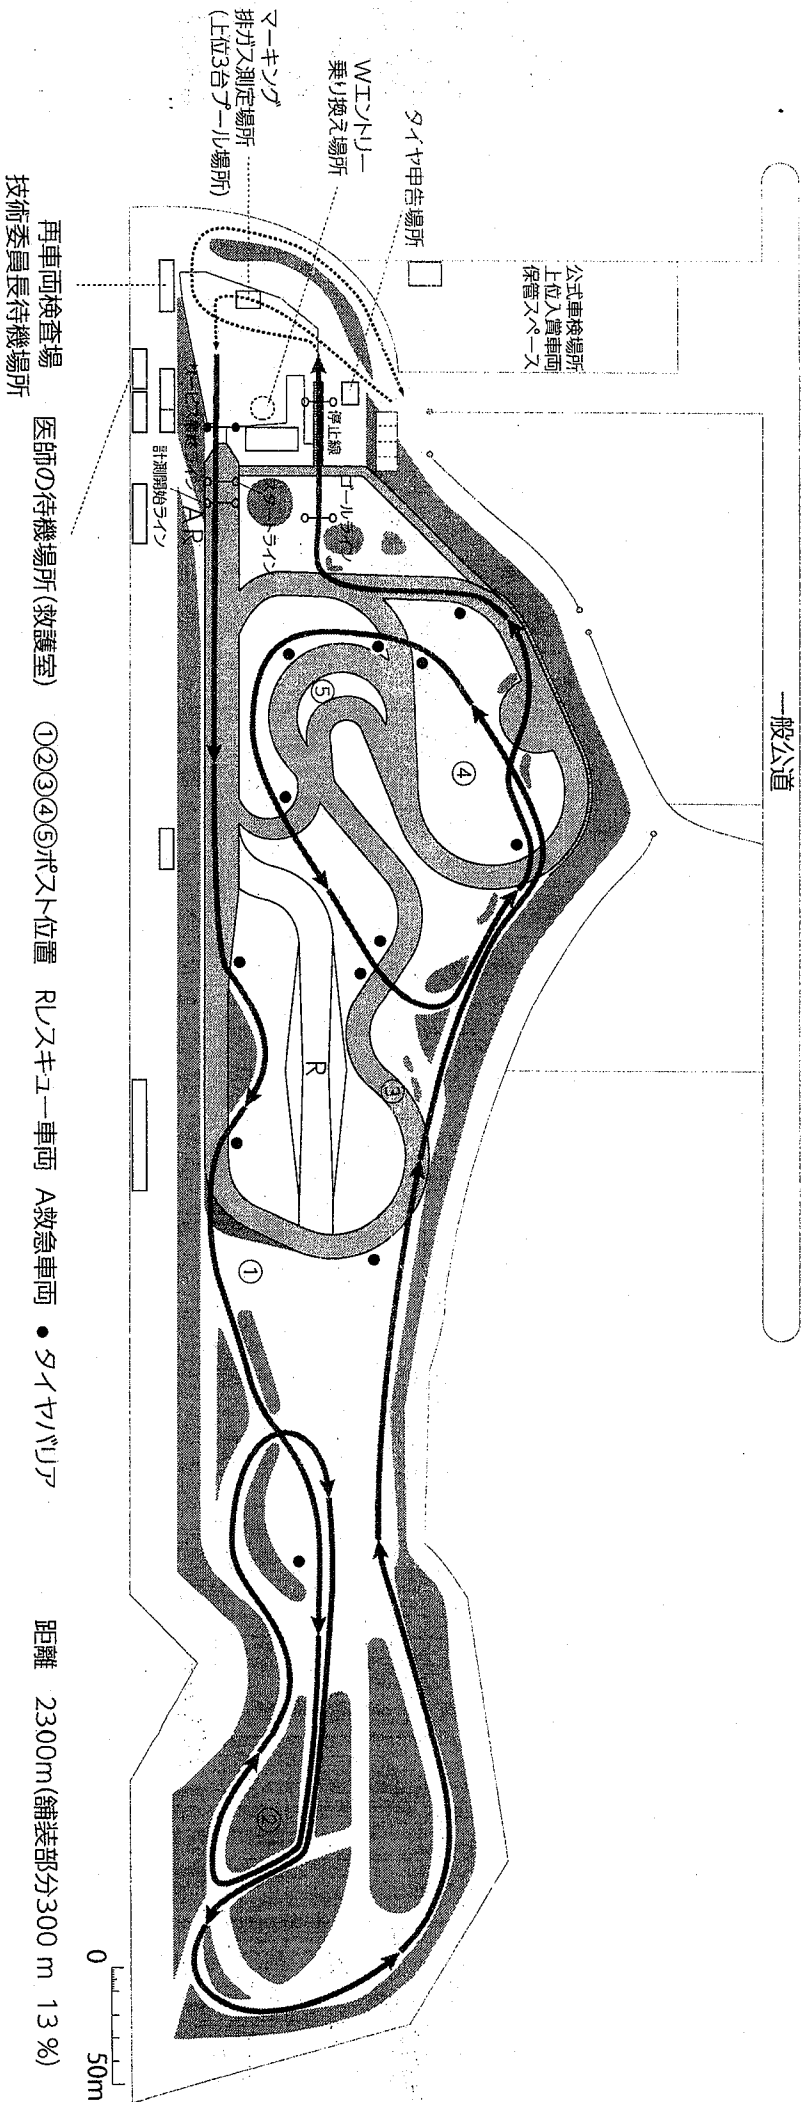 一般公道
公式車検場所
上位入賞車両
保管スペース
タイヤ申告場所
Wエントリー
乗り換え場所
マーキング
排ガス測定場所
(上位3台プール場所)
停止線
ゴールライン
スタートライン
計測開始ライン
A R
R
①
②
③
④
⑤
再車両検査場
技術委員長待機場所
医師の待機場所(救護室) ①②③④⑤ポスト位置 Rレスキュー車両 A救急車両 ●タイヤバリア
距離 2300m(舗装部分300 m 13 %)
0 50m